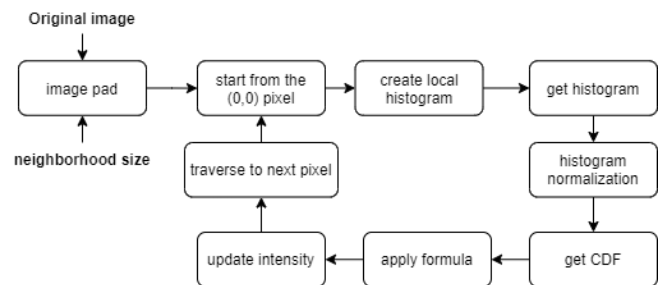 Original image
image pad
neighborhood size
start from the
(0,0) pixel
create local
histogram
get histogram
histogram
normalization
get CDF
apply formula
update intensity
traverse to next pixel